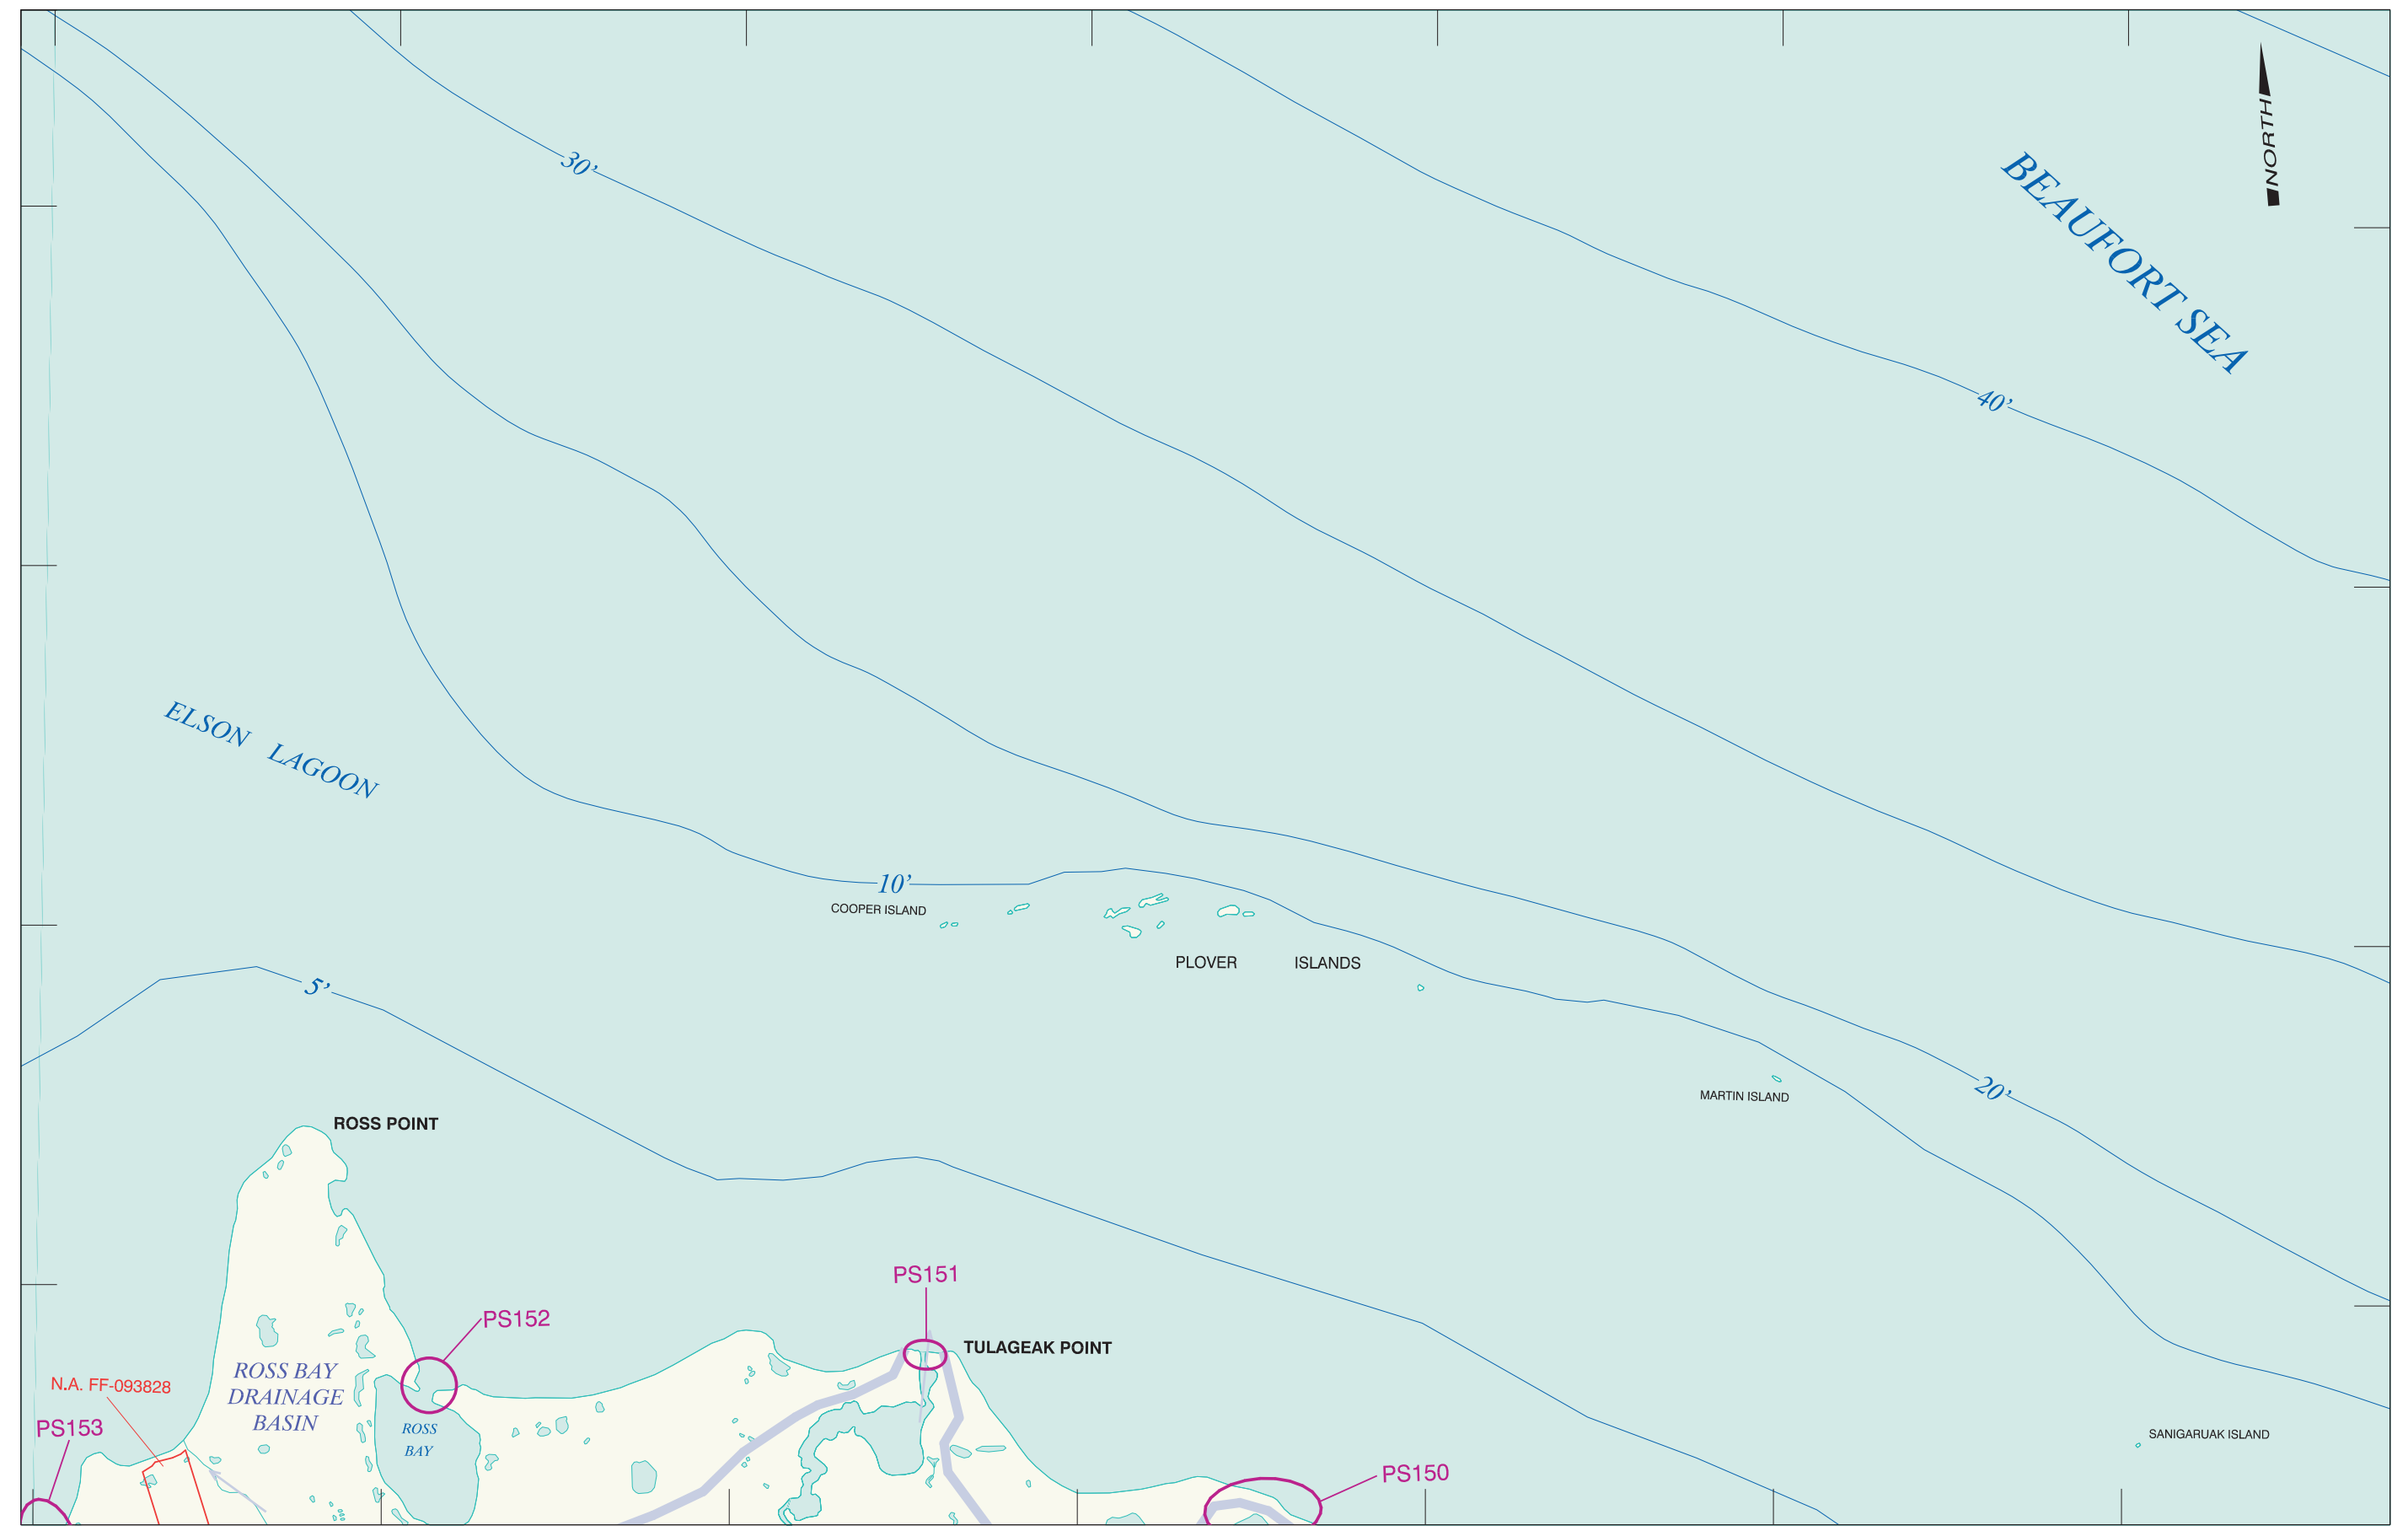 NORTH
30’
BEAUFORT SEA
40’
ELSON LAGOON
10’
COOPER ISLAND
PLOVER ISLANDS
5’
20’
MARTIN ISLAND
ROSS POINT
PS151
PS152
TULAGEAK POINT
N.A. FF-093828
ROSS BAY
DRAINAGE
BASIN
PS153
ROSS
BAY
SANIGARUAK ISLAND
PS150